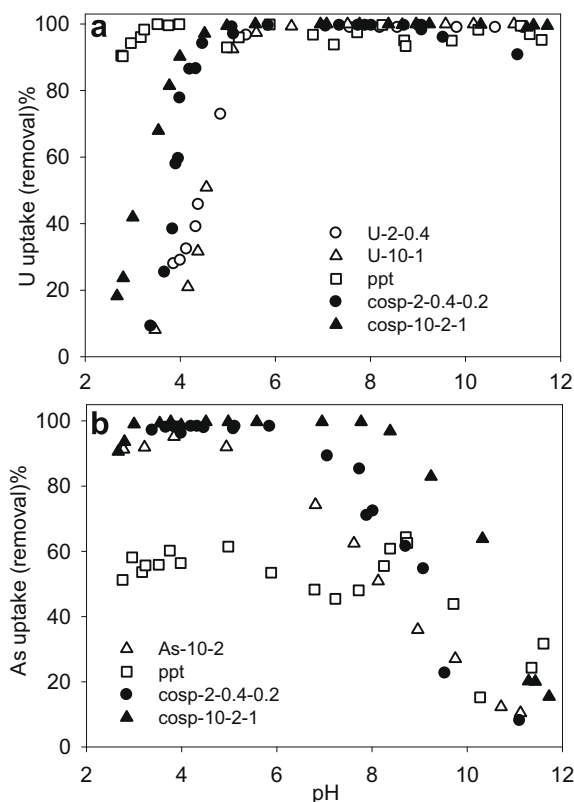 a
U uptake (removal)%
100
80
60
40
20
0
U-2-0.4
U-10-1
ppt
cosp-2-0.4-0.2
cosp-10-2-1
2 4 6 8 10 12
b
As uptake (removal)%
100
80
60
40
20
0
As-10-2
ppt
cosp-2-0.4-0.2
cosp-10-2-1
2 4 6 8 10 12
pH